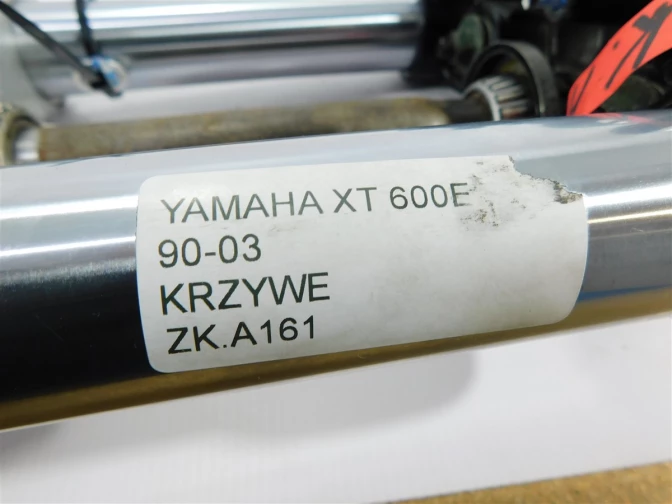 YAMAHA XT 600E
90-03
KRZYWE
ZK.A161